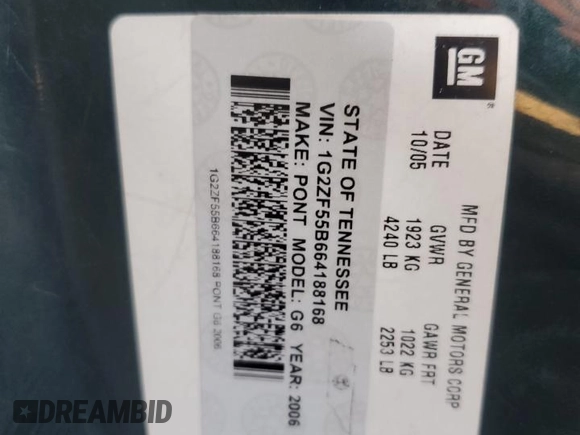 GM
®
MFD BY GENERAL MOTORS CORP
DATE GVWR GAWR FRT
10/05 1923 KG 1022 KG
4240 LB 2253 LB
STATE OF TENNESSEE
VIN: 1G2ZF55B664188168
MAKE: PONT MODEL: G6 YEAR: 2006
1G2ZF55B664188168 PONT G6 2006
DREAMBID